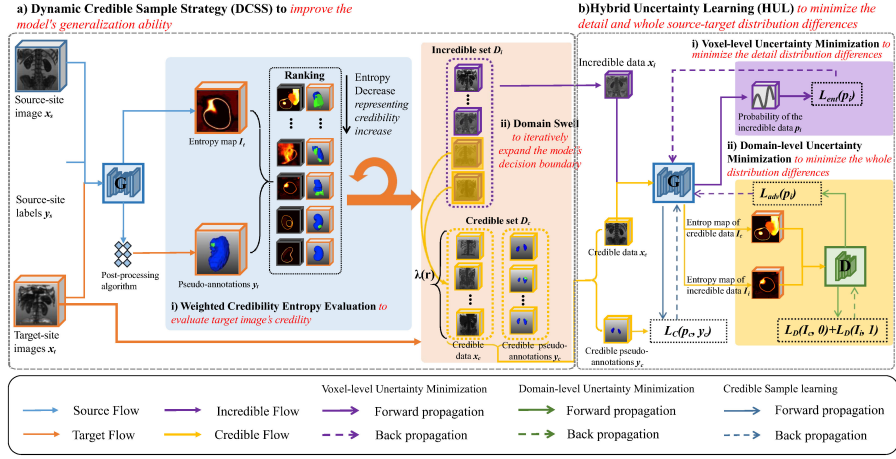 a) Dynamic Credible Sample Strategy (DCSS) to improve the
model's generalization ability
Source-site
image xs
Source-site
labels ys
Target-site
images xt
G
Post-processing
algorithm
Entropy map It
Pseudo-annotations yt
Ranking
Entropy
Decrease
representing
credibility
increase
i) Weighted Credibility Entropy Evaluation to
evaluate target image's credility
Incredible set Di
ii) Domain Swell
to iteratively
expand the model's
decision boundary
Credible set Dc
λ(r)
Credible
data xc
Credible pseudo-
annotations yc
b)Hybrid Uncertainty Learning (HUL) to minimize the
detail and whole source-target distribution differences
Incredible data xi
i) Voxel-level Uncertainty Minimization to
minimize the detail distribution differences
Probability of the
incredible data pi
Lent(pi)
ii) Domain-level Uncertainty
Minimization to minimize the whole
distribution differences
G
Ladv(pi)
Credible data xc
Entrop map of
credible data Ic
Entropy map of
incredible data Ii
D
Credible pseudo-
annotations yc
LC(pc, yc)
LD(Ic, 0)+LD(Ii, 1)
Voxel-level Unertainty Minimization
Domain-level Unertainty Minimization
Credible Sample learning
Source Flow
Incredible Flow
Forward propagation
Forward propagation
Forward propagation
Target Flow
Credible Flow
Back propagation
Back propagation
Back propagation